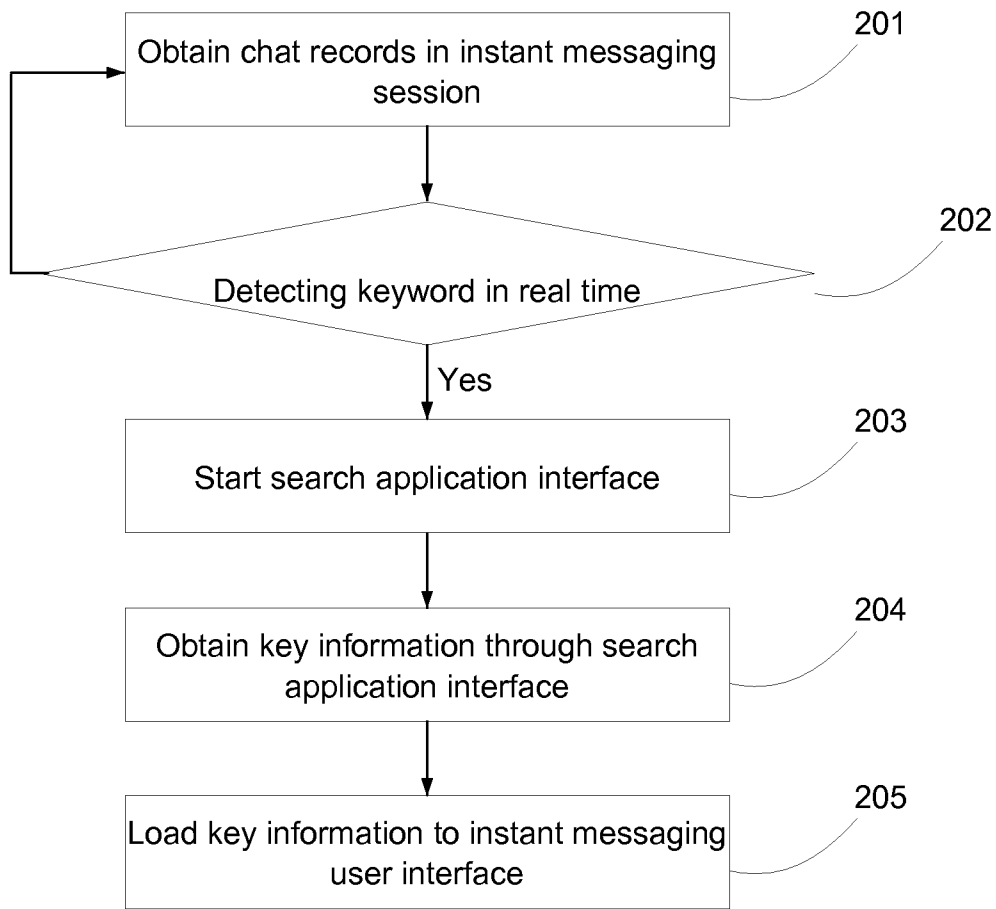 201
Obtain chat records in instant messaging
session
202
Detecting keyword in real time
Yes
203
Start search application interface
204
Obtain key information through search
application interface
205
Load key information to instant messaging
user interface